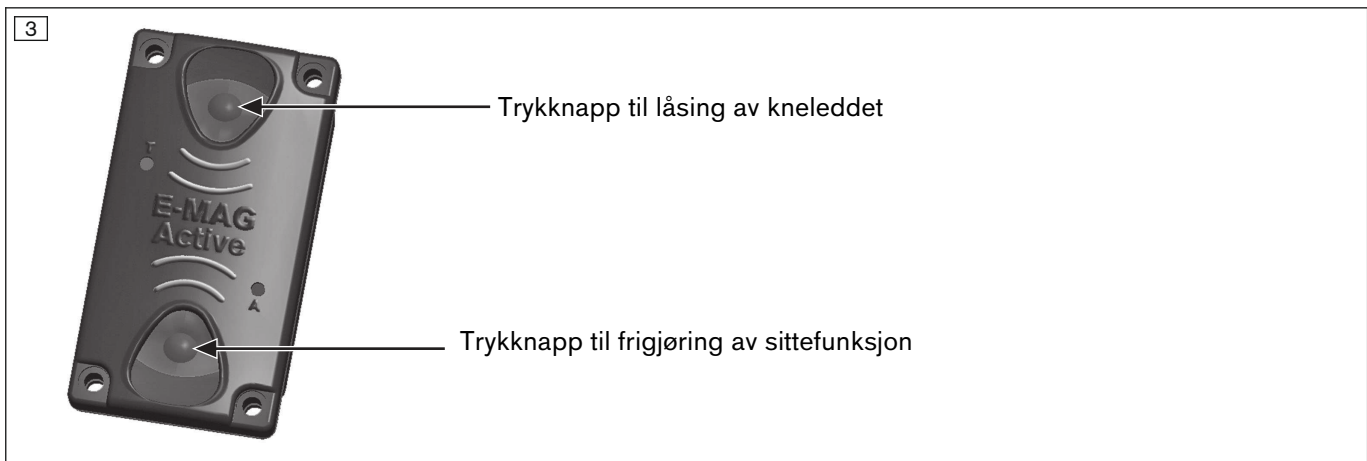 3
Trykknapp til låsing av kneleddet
T
E-MAG
Active
A
Trykknapp til frigjøring av sittefunksjon